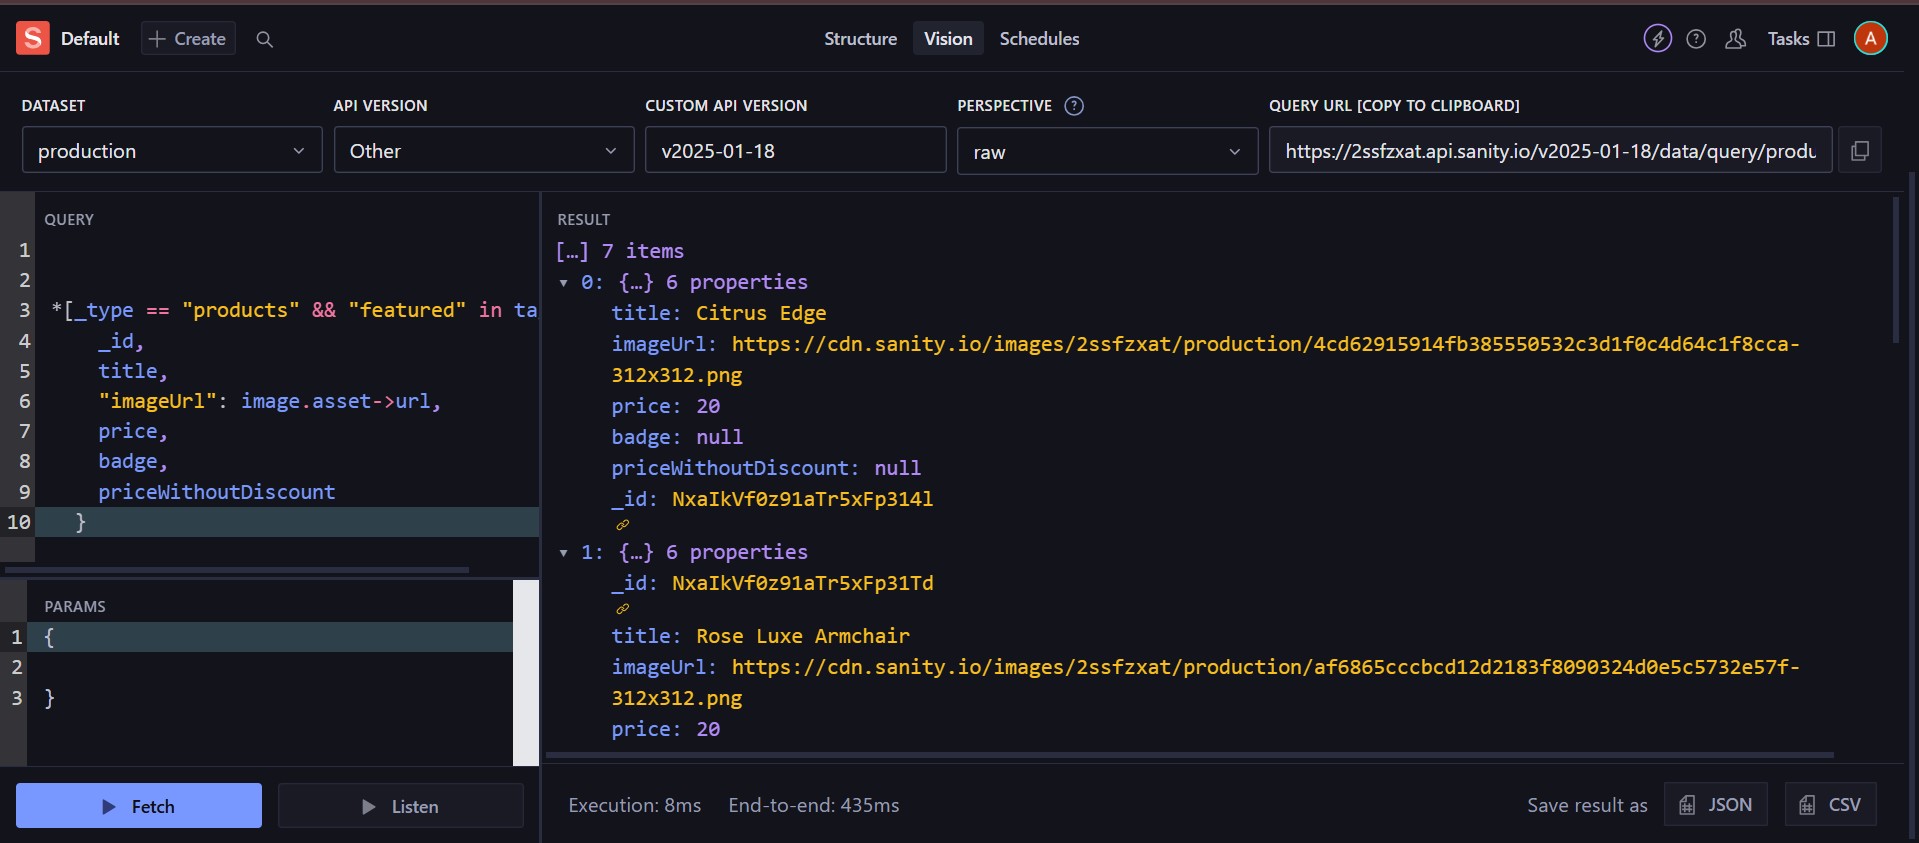 S Default + Create Structure Vision Schedules Tasks A
DATASET API VERSION CUSTOM API VERSION PERSPECTIVE ? QUERY URL [COPY TO CLIPBOARD]
production Other v2025-01-18 raw https://2ssfzxat.api.sanity.io/v2025-01-18/data/query/produ
QUERY
1
2
3 *[_type == "products" && "featured" in ta
4 _id,
5 title,
6 "imageUrl": image.asset->url,
7 price,
8 badge,
9 priceWithoutDiscount
10 }
PARAMS
1 {
2
3 }
Fetch Listen
RESULT
[…] 7 items
0: {…} 6 properties
title: Citrus Edge
imageUrl: https://cdn.sanity.io/images/2ssfzxat/production/4cd62915914fb385550532c3d1f0c4d64c1f8cca-
312x312.png
price: 20
badge: null
priceWithoutDiscount: null
_id: NxaIkVf0z91aTr5xFp314l
1: {…} 6 properties
_id: NxaIkVf0z91aTr5xFp31Td
title: Rose Luxe Armchair
imageUrl: https://cdn.sanity.io/images/2ssfzxat/production/af6865cccbcd12d2183f8090324d0e5c5732e57f-
312x312.png
price: 20
Execution: 8ms End-to-end: 435ms Save result as JSON CSV